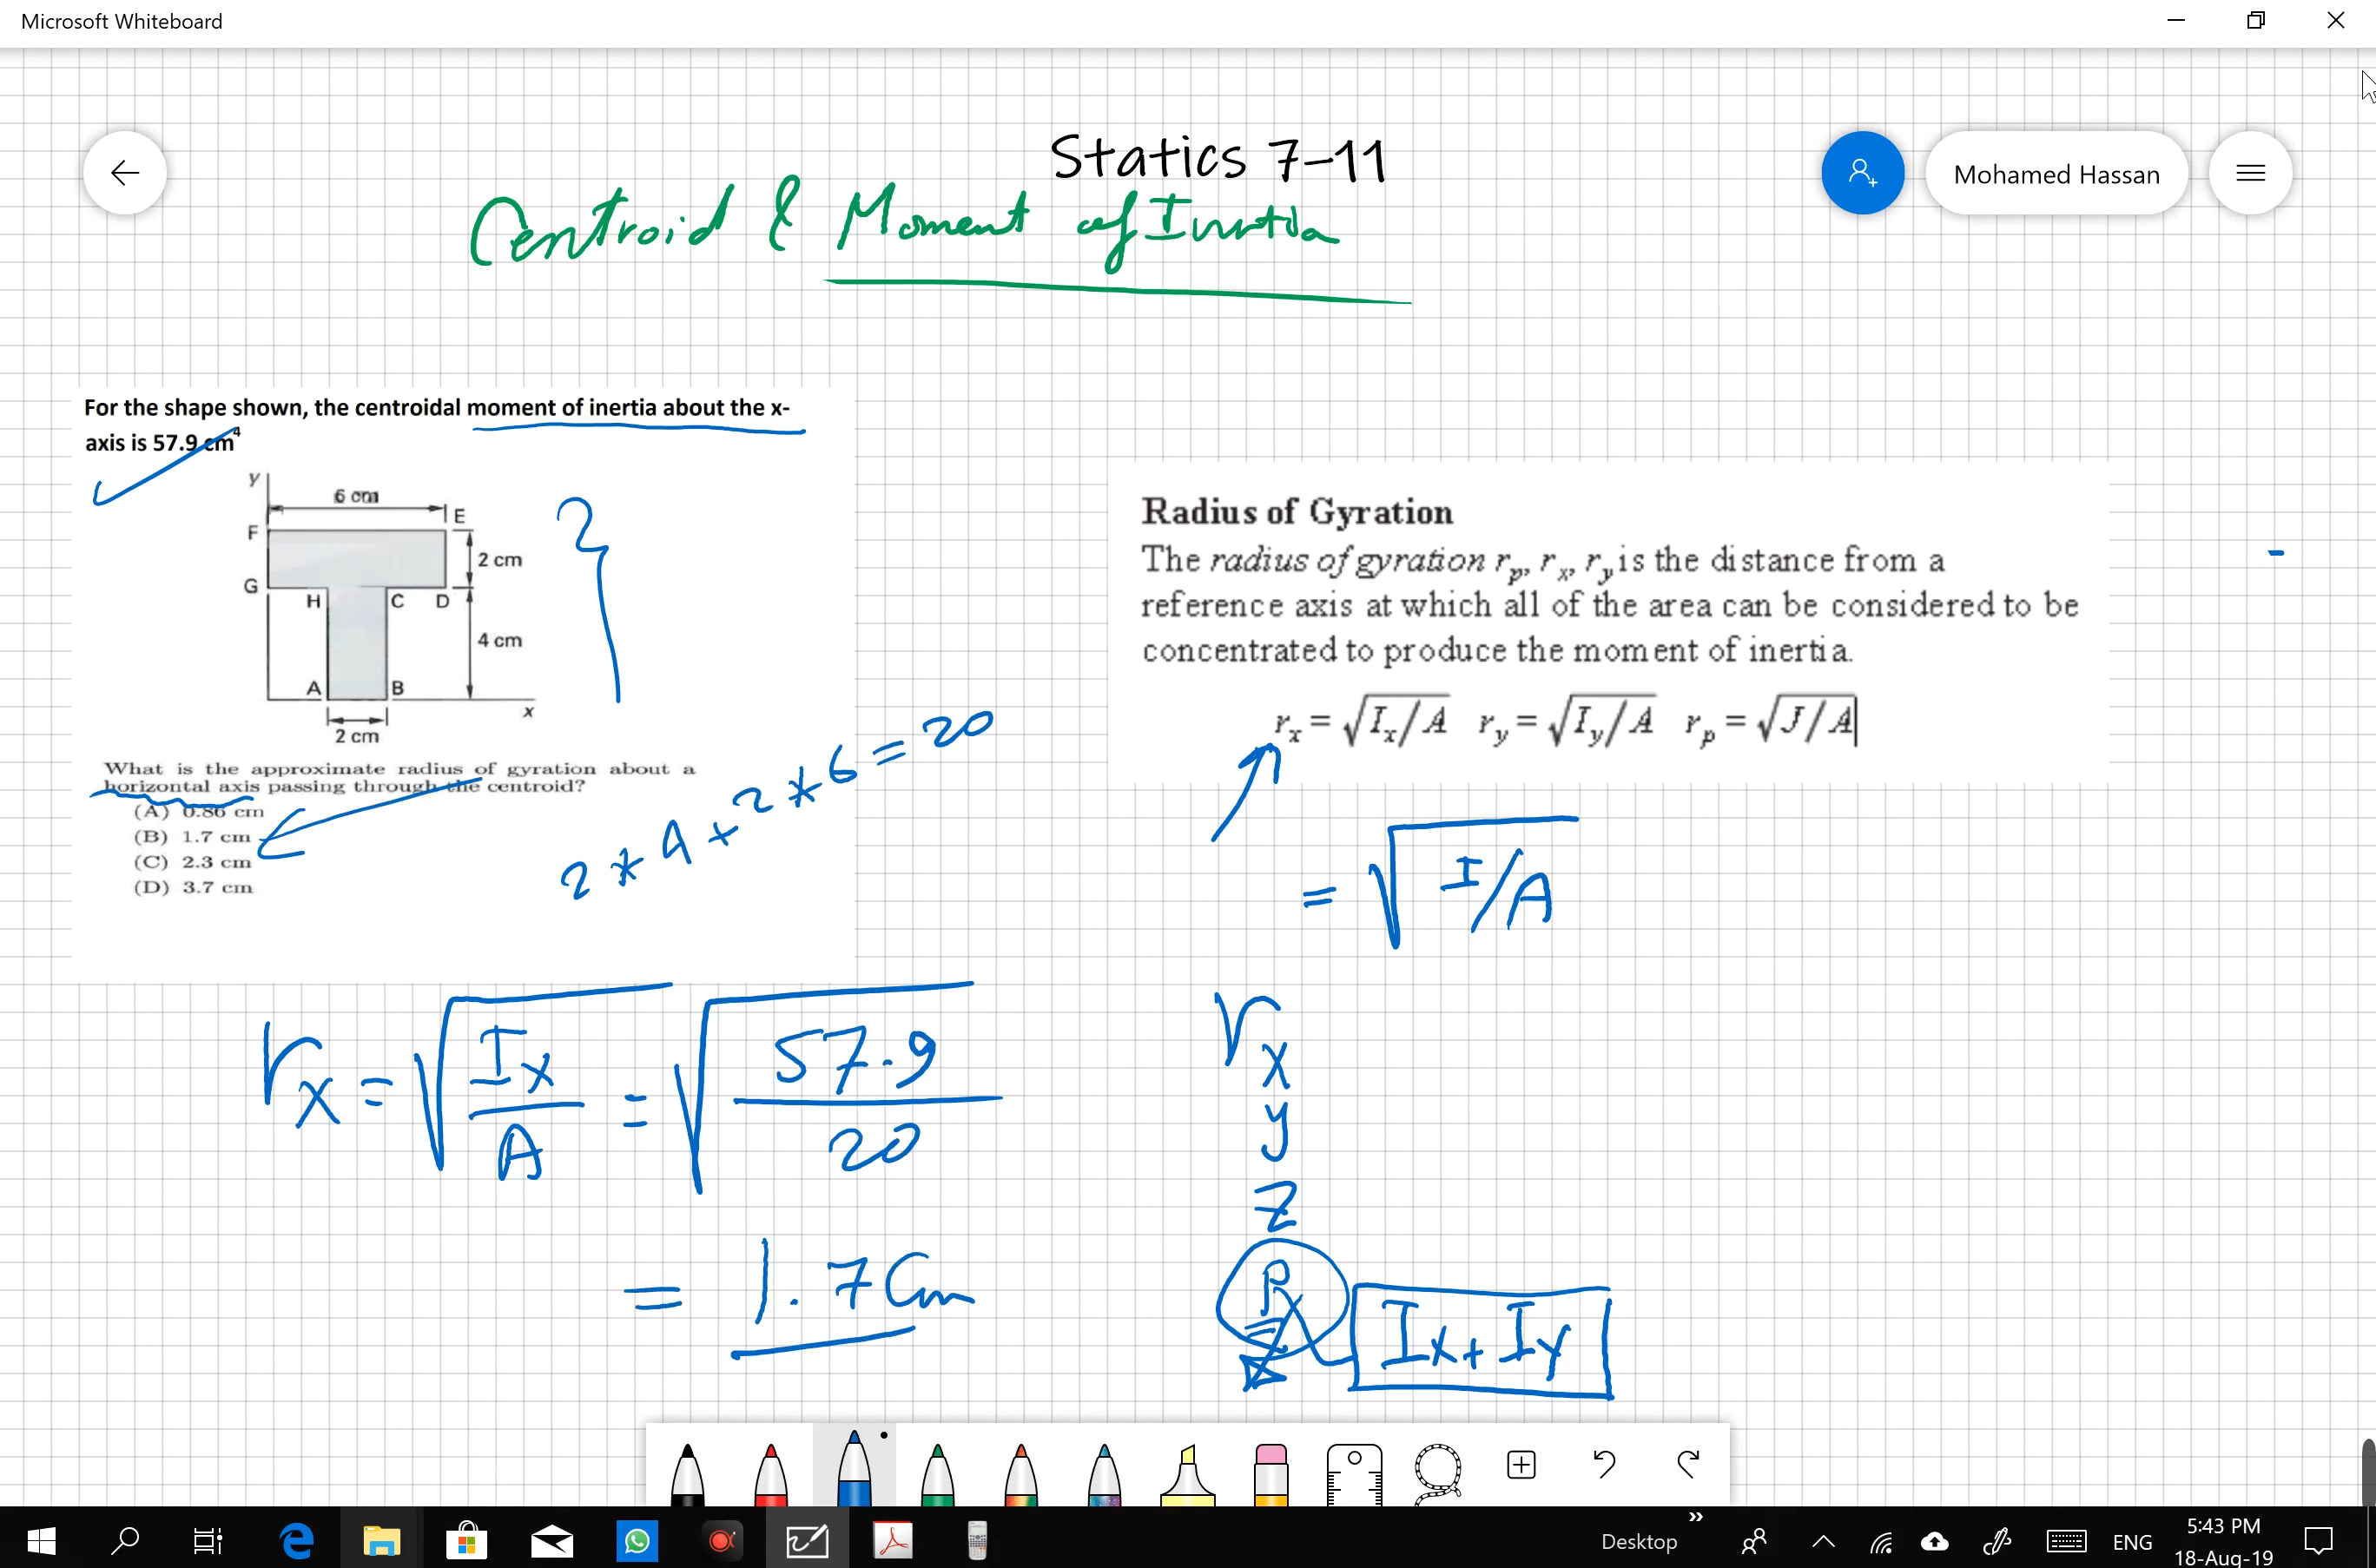 Microsoft Whiteboard
Statics 7-11
Mohamed Hassan
Centroid & Moment of Inertia
For the shape shown, the centroidal moment of inertia about the x-
axis is 57.9 cm⁴
y
6 cm
E
F
2 cm
G
H C D
4 cm
A B
x
2 cm
What is the approximate radius of gyration about a
horizontal axis passing through the centroid?
(A) 0.86 cm
(B) 1.7 cm
(C) 2.3 cm
(D) 3.7 cm
2 * 4 + 2 * 6 = 20
rx = √(Ix/A) = √(57.9/20)
= 1.7 Cm
Radius of Gyration
The radius of gyration rp, rx, ry is the distance from a
reference axis at which all of the area can be considered to be
concentrated to produce the moment of inertia.
rx = √Ix/A ry = √Iy/A rp = √J/A
= √I/A
r x
y
z
P
Ix + Iy
Desktop
ENG
5:43 PM
18-Aug-19